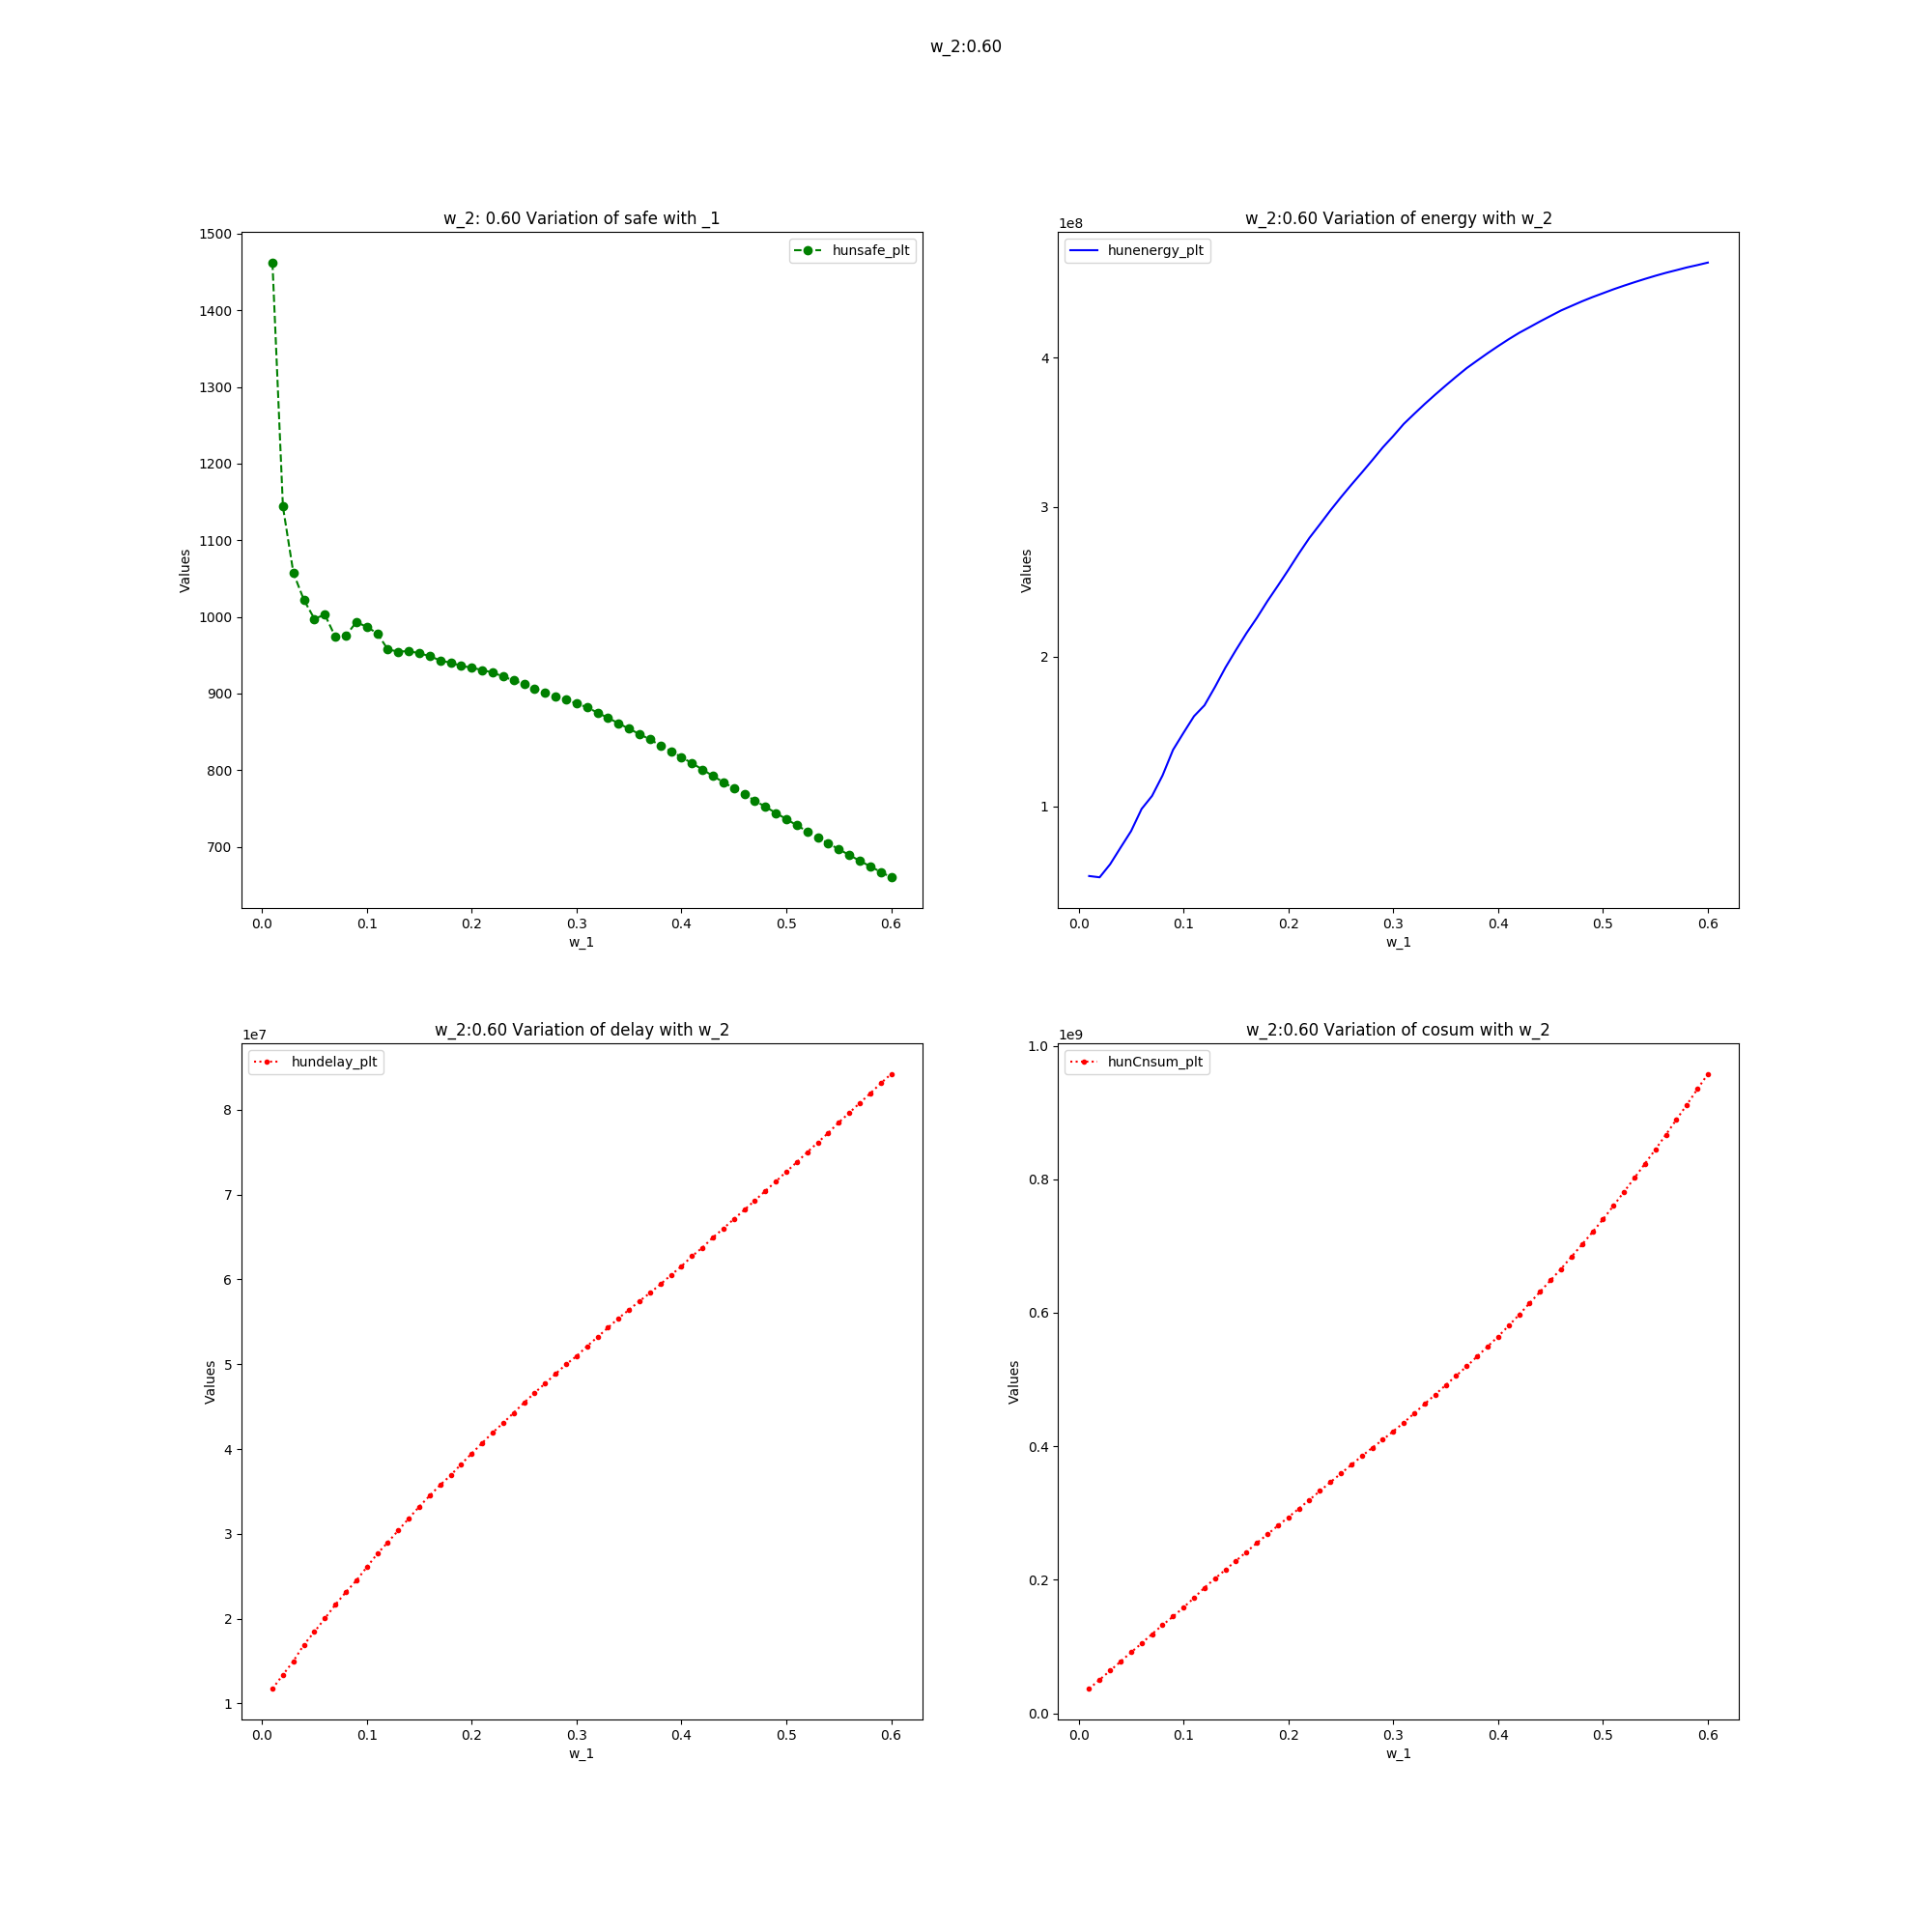 w_2:0.60
w_2: 0.60 Variation of safe with _1
hunsafe_plt
1500
1400
1300
1200
1100
1000
900
800
700
Values
0.0 0.1 0.2 0.3 0.4 0.5 0.6
w_1
w_2:0.60 Variation of energy with w_2
1e8
hunenergy_plt
4
3
2
1
Values
0.0 0.1 0.2 0.3 0.4 0.5 0.6
w_1
w_2:0.60 Variation of delay with w_2
1e7
hundelay_plt
8
7
6
5
4
3
2
1
Values
0.0 0.1 0.2 0.3 0.4 0.5 0.6
w_1
w_2:0.60 Variation of cosum with w_2
1e9
hunCnsum_plt
1.0
0.8
0.6
0.4
0.2
0.0
Values
0.0 0.1 0.2 0.3 0.4 0.5 0.6
w_1